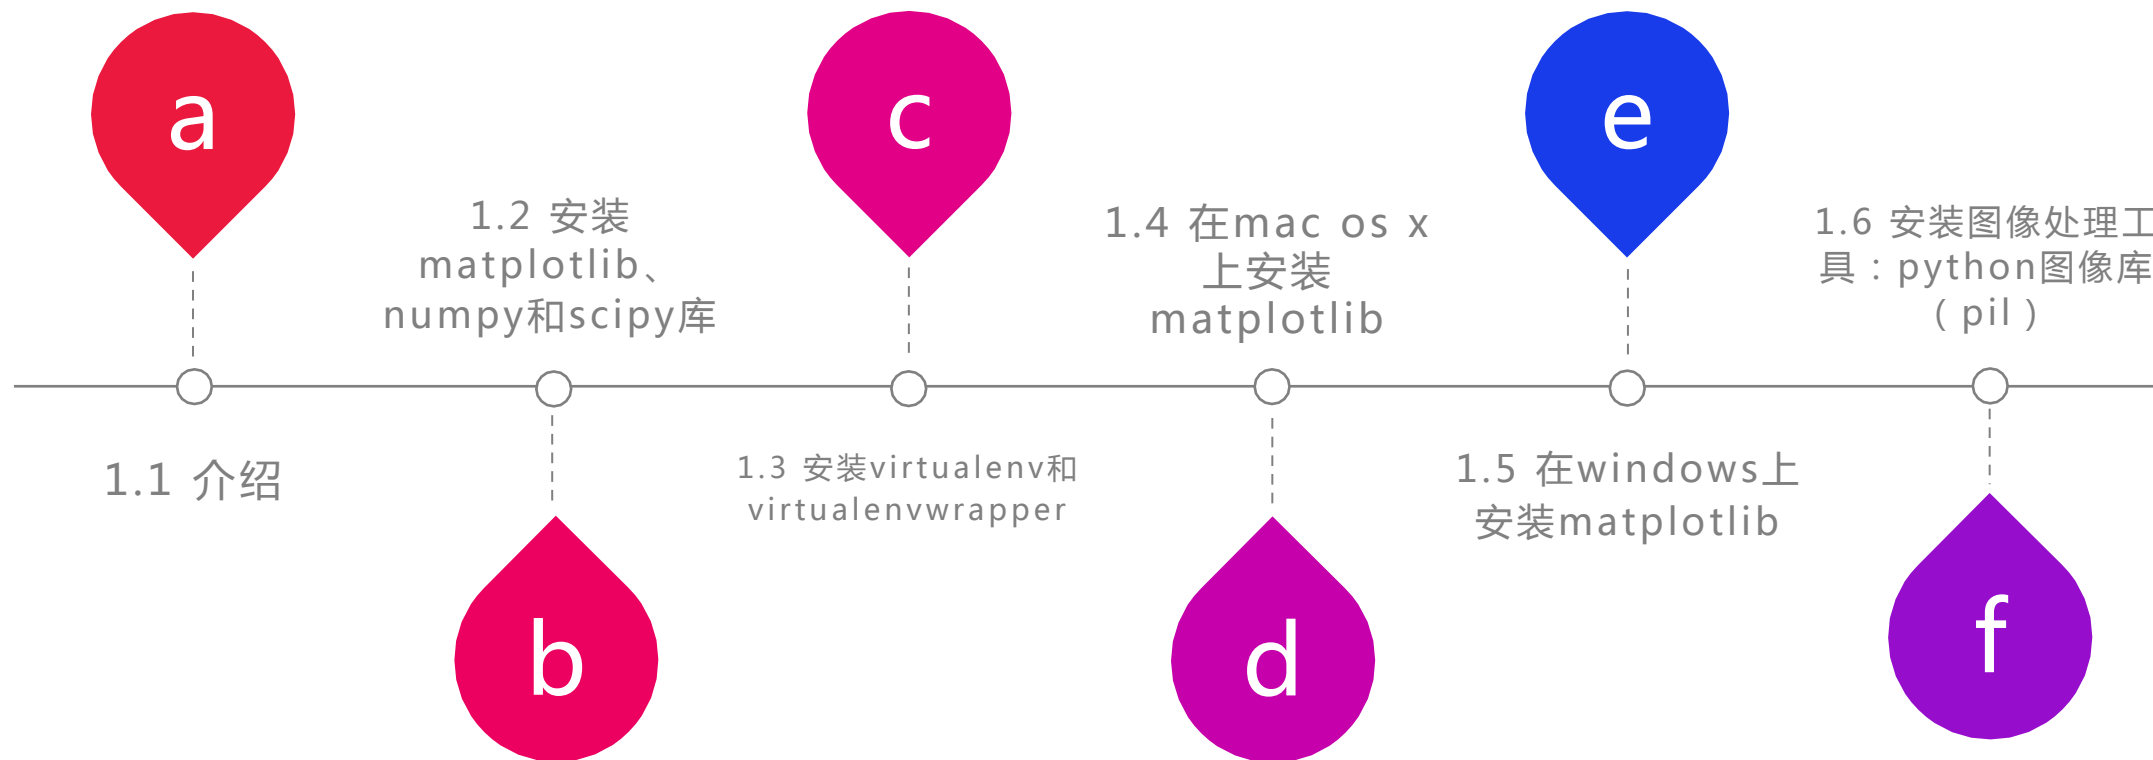 a
1.1 介绍
1.2 安装
matplotlib、
numpy和scipy库
b
c
1.3 安装virtualenv和
virtualenvwrapper
1.4 在mac os x
上安装
matplotlib
d
e
1.5 在windows上
安装matplotlib
1.6 安装图像处理工
具：python图像库
（pil）
f